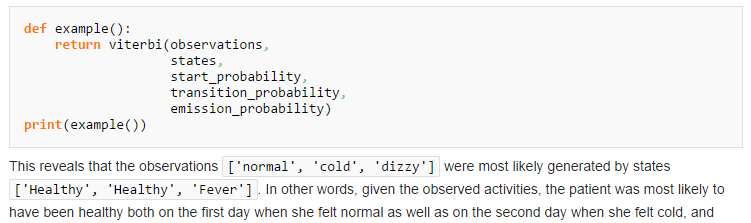 def example():
    return viterbi(observations,
                   states,
                   start_probability,
                   transition_probability,
                   emission_probability)
print(example())
This reveals that the observations ['normal', 'cold', 'dizzy'] were most likely generated by states
['Healthy', 'Healthy', 'Fever']. In other words, given the observed activities, the patient was most likely to
have been healthy both on the first day when she felt normal as well as on the second day when she felt cold, and